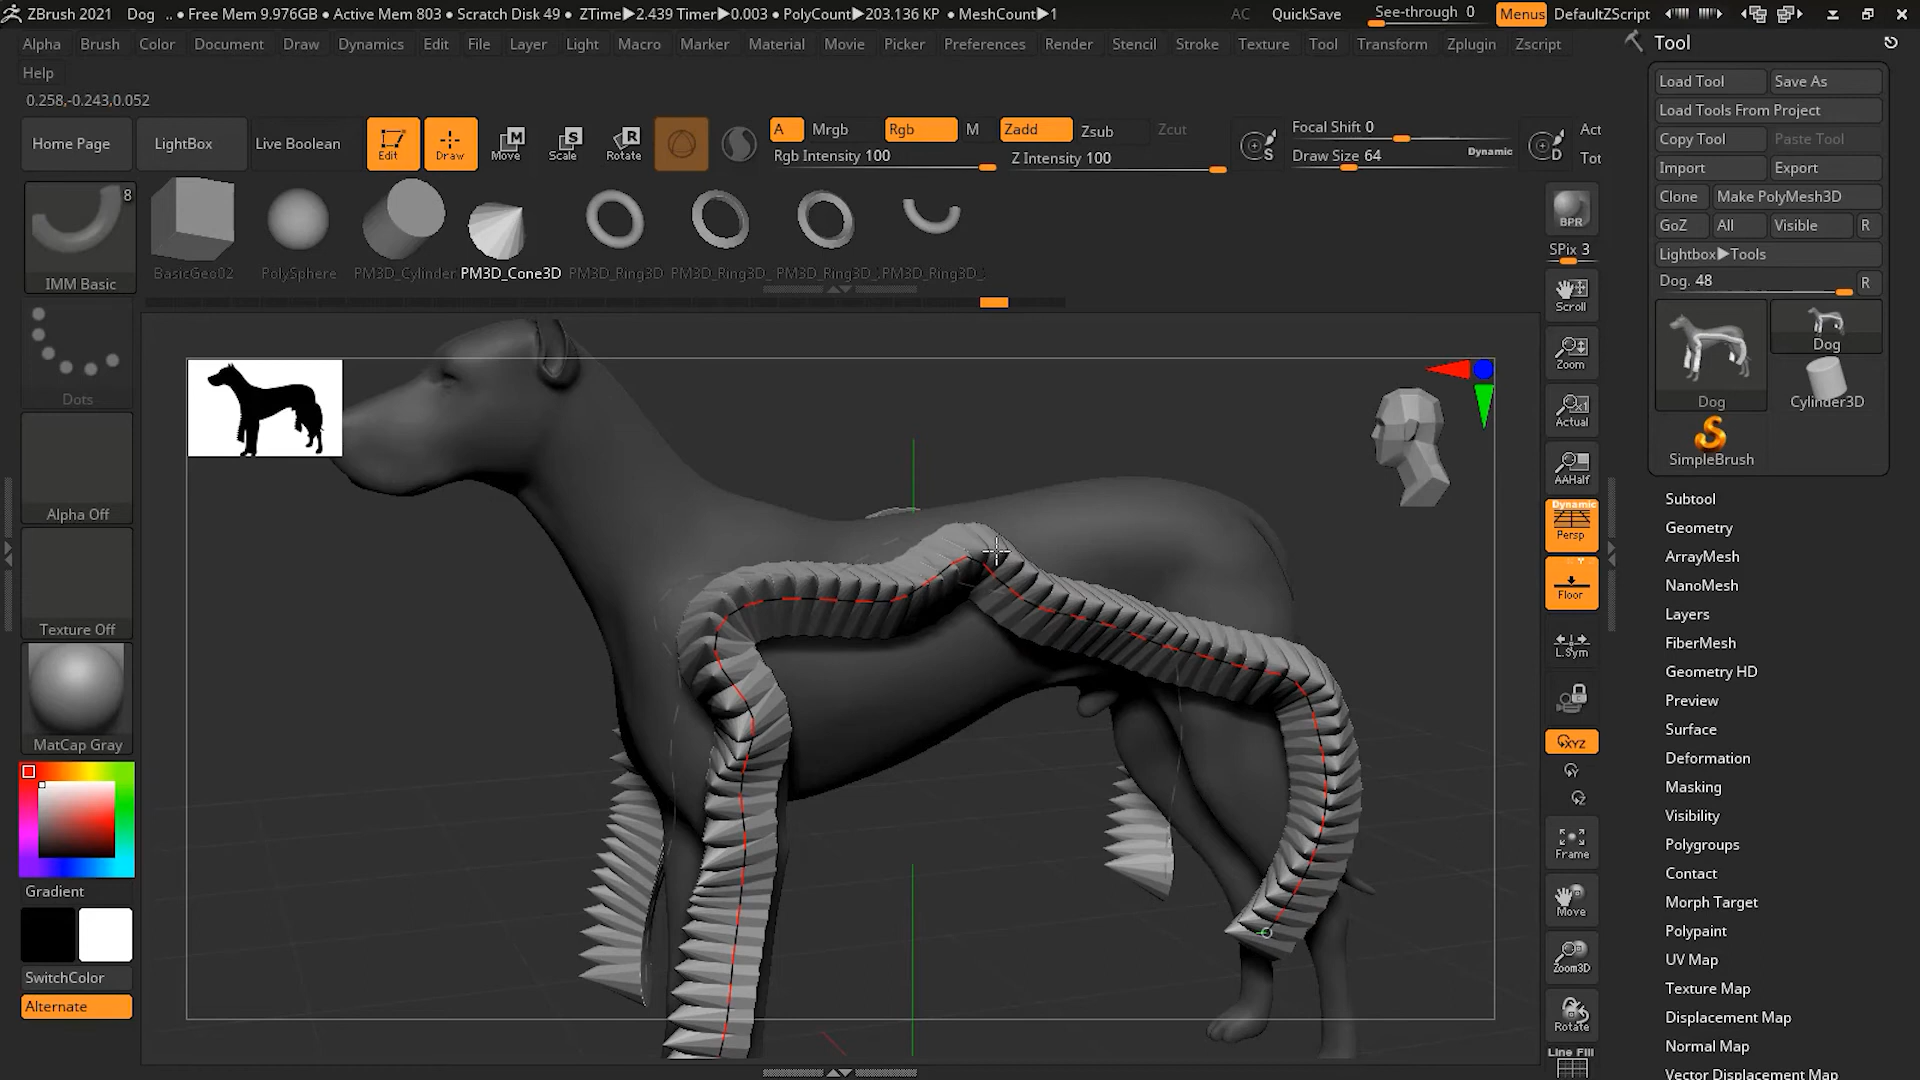 ZBrush 2021 Dog .. • Free Mem 9.976GB • Active Mem 803 • Scratch Disk 49 • ZTime▶2.439 Timer▶0.003 • PolyCount▶203.136 KP • MeshCount▶1 AC QuickSave See-through 0 Menus DefaultZScript
Alpha Brush Color Document Draw Dynamics Edit File Layer Light Macro Marker Material Movie Picker Preferences Render Stencil Stroke Texture Tool Transform Zplugin Zscript
Help
0.258,-0.243,0.052
Home Page LightBox Live Boolean Edit Draw Move Scale Rotate
A Mrgb Rgb M Zadd Zsub Zcut
Rgb Intensity 100 Z Intensity 100
S Focal Shift 0
Draw Size 64 Dynamic D
Act
Tot
8
IMM Basic
BasicGeo02 PolySphere PM3D_Cylinder PM3D_Cone3D PM3D_Ring3D PM3D_Ring3D_ PM3D_Ring3D_ PM3D_Ring3D_
Dots
Alpha Off
Texture Off
MatCap Gray
Gradient
SwitchColor
Alternate
BPR
SPix 3
Scroll
Zoom
Actual
AAHalf
Dynamic
Persp
Floor
L.Sym
XYZ
Y
Z
Frame
Move
Zoom3D
Rotate
Line Fill
Tool
Load Tool Save As
Load Tools From Project
Copy Tool Paste Tool
Import Export
Clone Make PolyMesh3D
GoZ All Visible R
Lightbox▶Tools
Dog. 48 R
Dog
Dog
Cylinder3D
SimpleBrush
Subtool
Geometry
ArrayMesh
NanoMesh
Layers
FiberMesh
Geometry HD
Preview
Surface
Deformation
Masking
Visibility
Polygroups
Contact
Morph Target
Polypaint
UV Map
Texture Map
Displacement Map
Normal Map
Vector Displacement Map